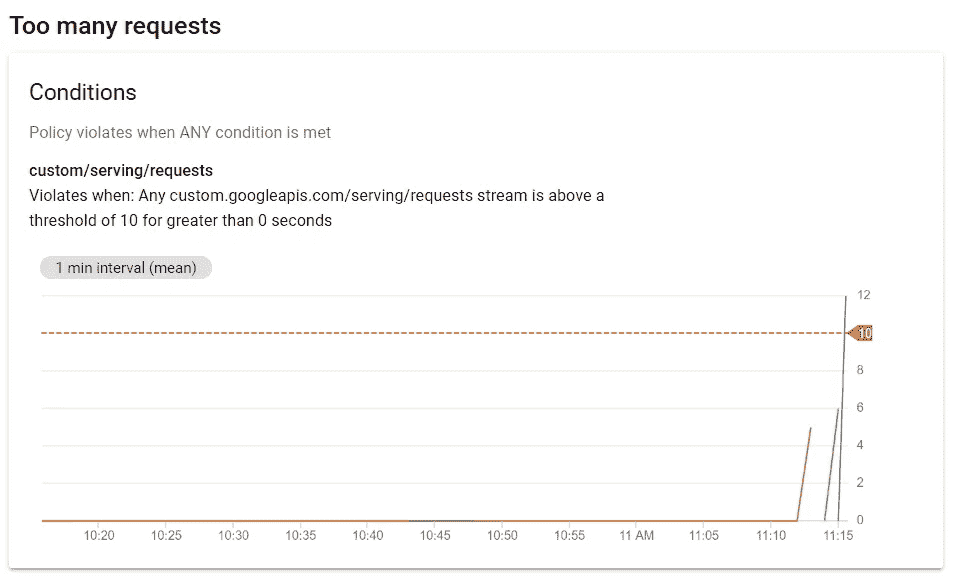 Too many requests
Conditions
Policy violates when ANY condition is met
custom/serving/requests
Violates when: Any custom.googleapis.com/serving/requests stream is above a
threshold of 10 for greater than 0 seconds
1 min interval (mean)
12
10
8
6
4
2
0
10:20 10:25 10:30 10:35 10:40 10:45 10:50 10:55 11 AM 11:05 11:10 11:15